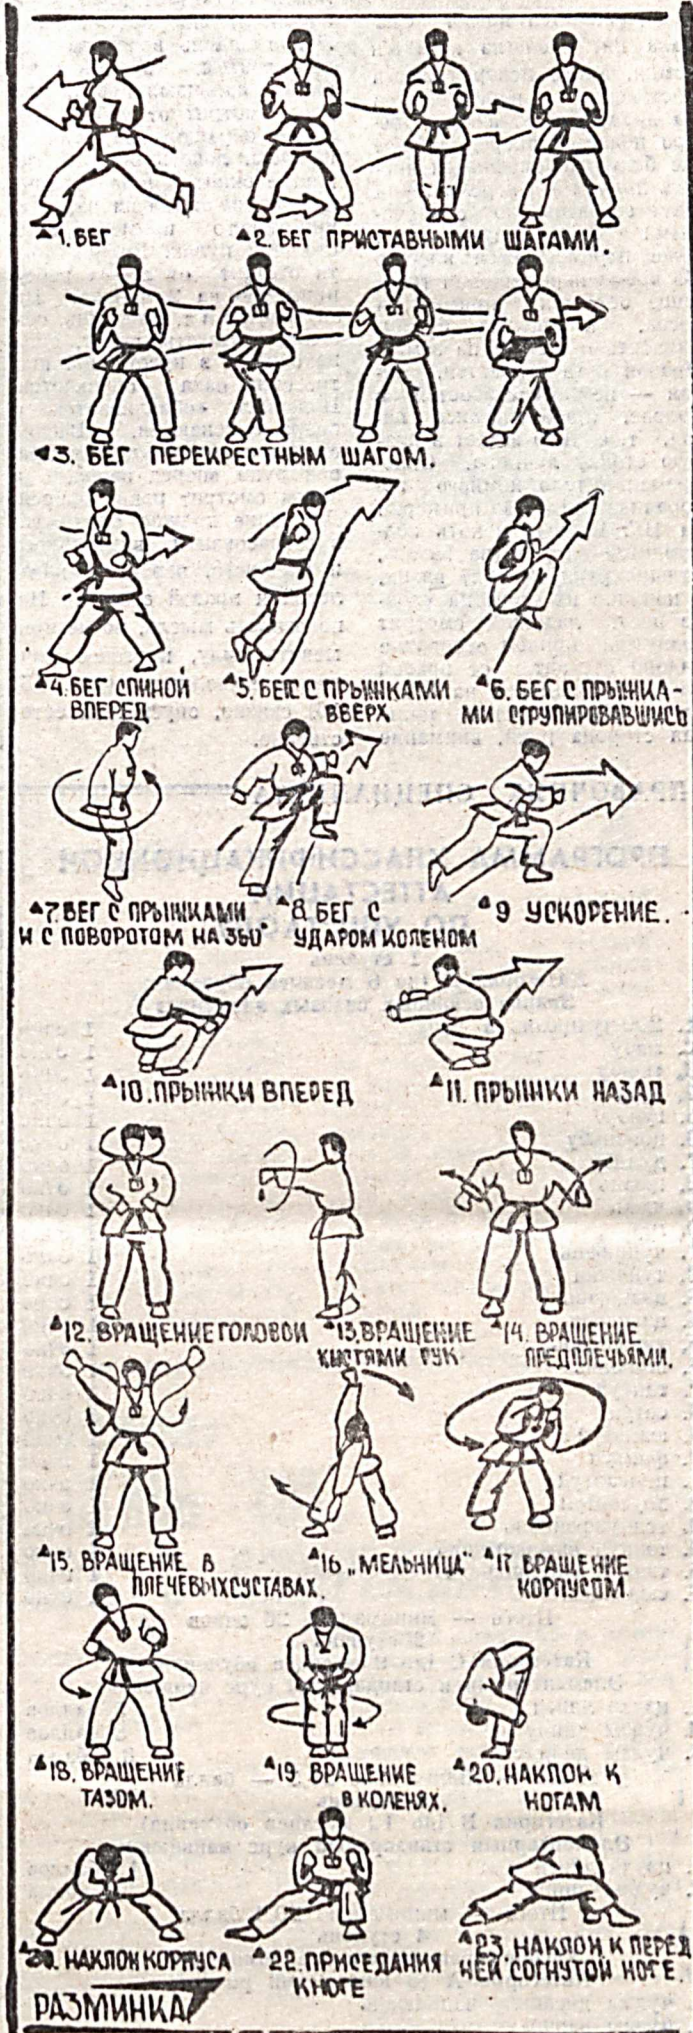 1. БЕГ
2. БЕГ ПРИСТАВНЫМИ ШАГАМИ.
3. БЕГ ПЕРЕКРЕСТНЫМ ШАГОМ.
4. БЕГ СПИНОЙ
ВПЕРЕД
5. БЕГ С ПРЫЖКАМИ
ВВЕРХ
6. БЕГ С ПРЫЖКА-
МИ СГРУПИРОВАВШИСЬ
7. БЕГ С ПРЫЖКАМИ
И С ПОВОРОТОМ НА 360°
8. БЕГ С
УДАРОМ КОЛЕНОМ
9 УСКОРЕНИЕ.
10. ПРЫЖКИ ВПЕРЕД
11. ПРЫЖКИ НАЗАД
12. ВРАЩЕНИЕ ГОЛОВОЙ
13. ВРАЩЕНИЕ
КИСТЯМИ РУК
14. ВРАЩЕНИЕ
ПРЕДПЛЕЧЬЯМИ.
15. ВРАЩЕНИЕ В
ПЛЕЧЕВЫХ СУСТАВАХ.
16 „МЕЛЬНИЦА"
17 ВРАЩЕНИЕ
КОРПУСОМ
18. ВРАЩЕНИЕ
ТАЗОМ.
19 ВРАЩЕНИЕ
В КОЛЕНЯХ.
20. НАКЛОН К
НОГАМ
НАКЛОН КОРПУСА
22. ПРИСЕДАНИЯ
К НОГЕ
23. НАКЛОН К ПЕРЕД
НЕЙ СОГНУТОЙ НОГЕ.
РАЗМИНКА